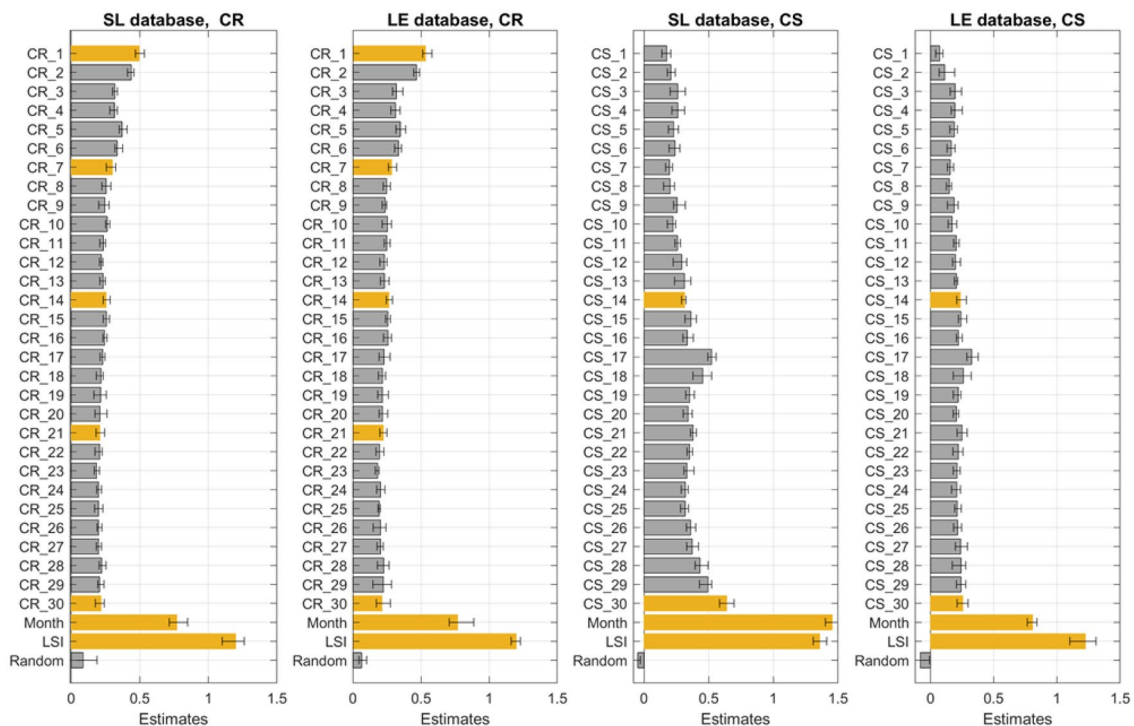 SL database, CR
CR_1
CR_2
CR_3
CR_4
CR_5
CR_6
CR_7
CR_8
CR_9
CR_10
CR_11
CR_12
CR_13
CR_14
CR_15
CR_16
CR_17
CR_18
CR_19
CR_20
CR_21
CR_22
CR_23
CR_24
CR_25
CR_26
CR_27
CR_28
CR_29
CR_30
Month
LSI
Random
0 0.5 1 1.5
Estimates
LE database, CR
CR_1
CR_2
CR_3
CR_4
CR_5
CR_6
CR_7
CR_8
CR_9
CR_10
CR_11
CR_12
CR_13
CR_14
CR_15
CR_16
CR_17
CR_18
CR_19
CR_20
CR_21
CR_22
CR_23
CR_24
CR_25
CR_26
CR_27
CR_28
CR_29
CR_30
Month
LSI
Random
0 0.5 1 1.5
Estimates
SL database, CS
CS_1
CS_2
CS_3
CS_4
CS_5
CS_6
CS_7
CS_8
CS_9
CS_10
CS_11
CS_12
CS_13
CS_14
CS_15
CS_16
CS_17
CS_18
CS_19
CS_20
CS_21
CS_22
CS_23
CS_24
CS_25
CS_26
CS_27
CS_28
CS_29
CS_30
Month
LSI
Random
0 0.5 1 1.5
Estimates
LE database, CS
CS_1
CS_2
CS_3
CS_4
CS_5
CS_6
CS_7
CS_8
CS_9
CS_10
CS_11
CS_12
CS_13
CS_14
CS_15
CS_16
CS_17
CS_18
CS_19
CS_20
CS_21
CS_22
CS_23
CS_24
CS_25
CS_26
CS_27
CS_28
CS_29
CS_30
Month
LSI
Random
0 0.5 1 1.5
Estimates